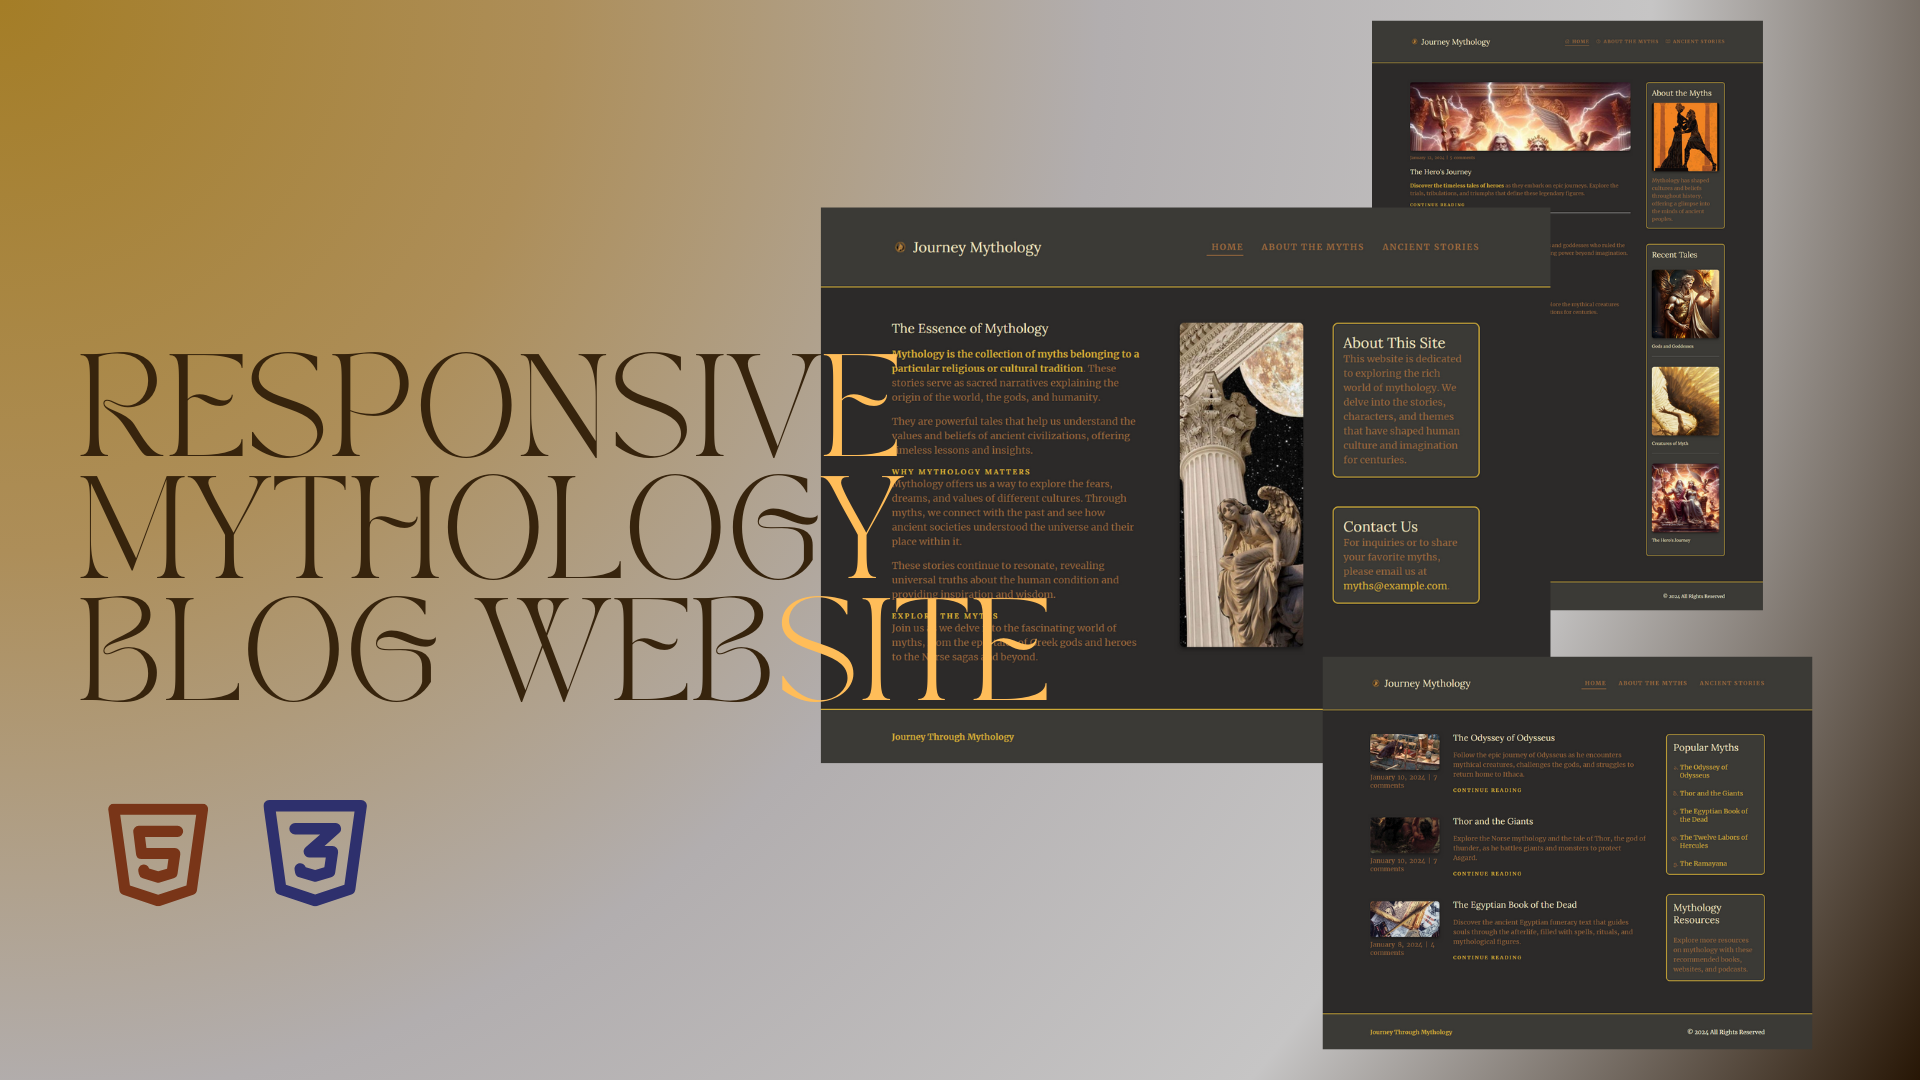 RESPONSIVE
MYTHOLOGY
BLOG WEBSITE
5
3
Journey Mythology
HOME
ABOUT THE MYTHS
ANCIENT STORIES
The Hero's Journey
Discover the timeless tales of heroes as they embark on epic journeys. Explore the
trials, tribulations, and triumphs that define these legendary figures.
CONTINUE READING
and goddesses who ruled the
power beyond imagination.
the mythical creatures
for centuries.
About the Myths
Mythology has shaped
cultures and beliefs
throughout history,
offering a glimpse into
the minds of ancient
peoples.
Recent Tales
Gods and Goddesses
Creatures of Myth
The Hero's Journey
© 2024 All Rights Reserved
Journey Mythology
HOME
ABOUT THE MYTHS
ANCIENT STORIES
The Essence of Mythology
Mythology is the collection of myths belonging to a
particular religious or cultural tradition. These
stories serve as sacred narratives explaining the
origin of the world, the gods, and humanity.
They are powerful tales that help us understand the
values and beliefs of ancient civilizations, offering
timeless lessons and insights.
WHY MYTHOLOGY MATTERS
Mythology offers us a way to explore the fears,
dreams, and values of different cultures. Through
myths, we connect with the past and see how
ancient societies understood the universe and their
place within it.
These stories continue to resonate, revealing
universal truths about the human condition and
providing inspiration and wisdom.
EXPLORE THE MYTHS
Join us as we delve into the fascinating world of
myths, from the epic tales of Greek gods and heroes
to the Norse sagas and beyond.
About This Site
This website is dedicated
to exploring the rich
world of mythology. We
delve into the stories,
characters, and themes
that have shaped human
culture and imagination
for centuries.
Contact Us
For inquiries or to share
your favorite myths,
please email us at
myths@example.com.
Journey Through Mythology
Journey Mythology
HOME
ABOUT THE MYTHS
ANCIENT STORIES
January 10, 2024 | 7
comments
The Odyssey of Odysseus
Follow the epic journey of Odysseus as he encounters
mythical creatures, challenges the gods, and struggles to
return home to Ithaca.
CONTINUE READING
January 10, 2024 | 7
comments
Thor and the Giants
Explore the Norse mythology and the tale of Thor, the god of
thunder, as he battles giants and monsters to protect
Asgard.
CONTINUE READING
January 8, 2024 | 4
comments
The Egyptian Book of the Dead
Discover the ancient Egyptian funerary text that guides
souls through the afterlife, filled with spells, rituals, and
mythological figures.
CONTINUE READING
Popular Myths
The Odyssey of
Odysseus
Thor and the Giants
The Egyptian Book of
the Dead
The Twelve Labors of
Hercules
The Ramayana
Mythology
Resources
Explore more resources
on mythology with these
recommended books,
websites, and podcasts.
Journey Through Mythology
© 2024 All Rights Reserved